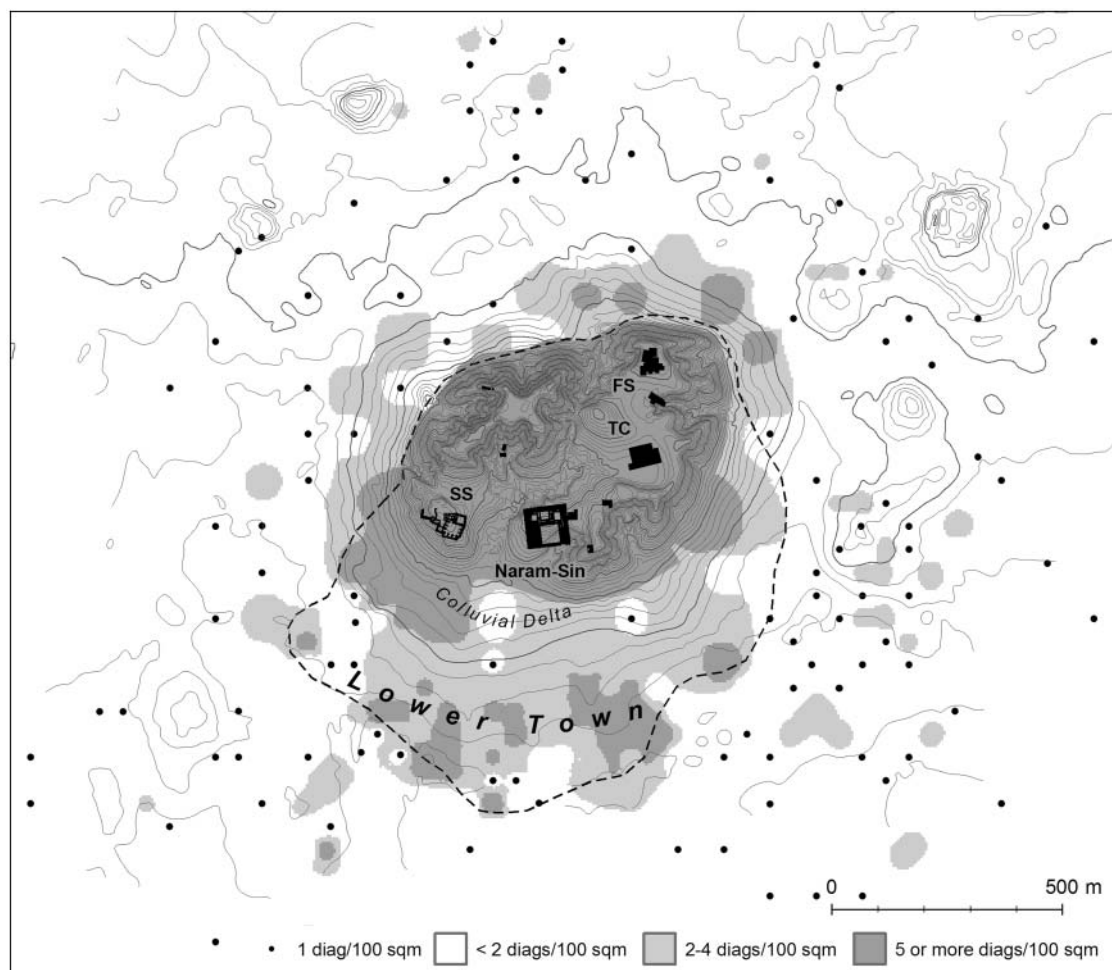 FS
TC
SS
Naram-Sin
Colluvial Delta
Lower Town
0 500 m
1 diag/100 sqm < 2 diags/100 sqm 2-4 diags/100 sqm 5 or more diags/100 sqm